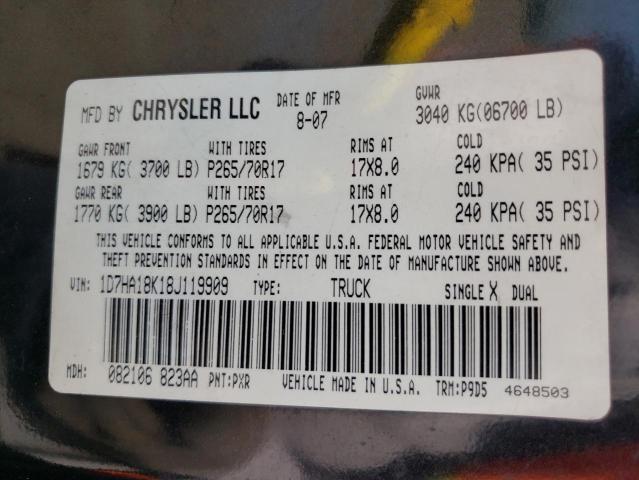 MFD BY CHRYSLER LLC DATE OF MFR 8-07 GVWR 3040 KG(06700 LB)
GAWR FRONT WITH TIRES RIMS AT COLD
1679 KG( 3700 LB) P265/70R17 17X8.0 240 KPA( 35 PSI)
GAWR REAR WITH TIRES RIMS AT COLD
1770 KG( 3900 LB) P265/70R17 17X8.0 240 KPA( 35 PSI)
THIS VEHICLE CONFORMS TO ALL APPLICABLE U.S.A. FEDERAL MOTOR VEHICLE SAFETY AND
THEFT PREVENTION STANDARDS IN EFFECT ON THE DATE OF MANUFACTURE SHOWN ABOVE.
VIN: 1D7HA18K18J119909 TYPE: TRUCK SINGLE X DUAL
MDH: 082106 823AA PNT:PXR VEHICLE MADE IN U.S.A. TRM:P9D5 4648503